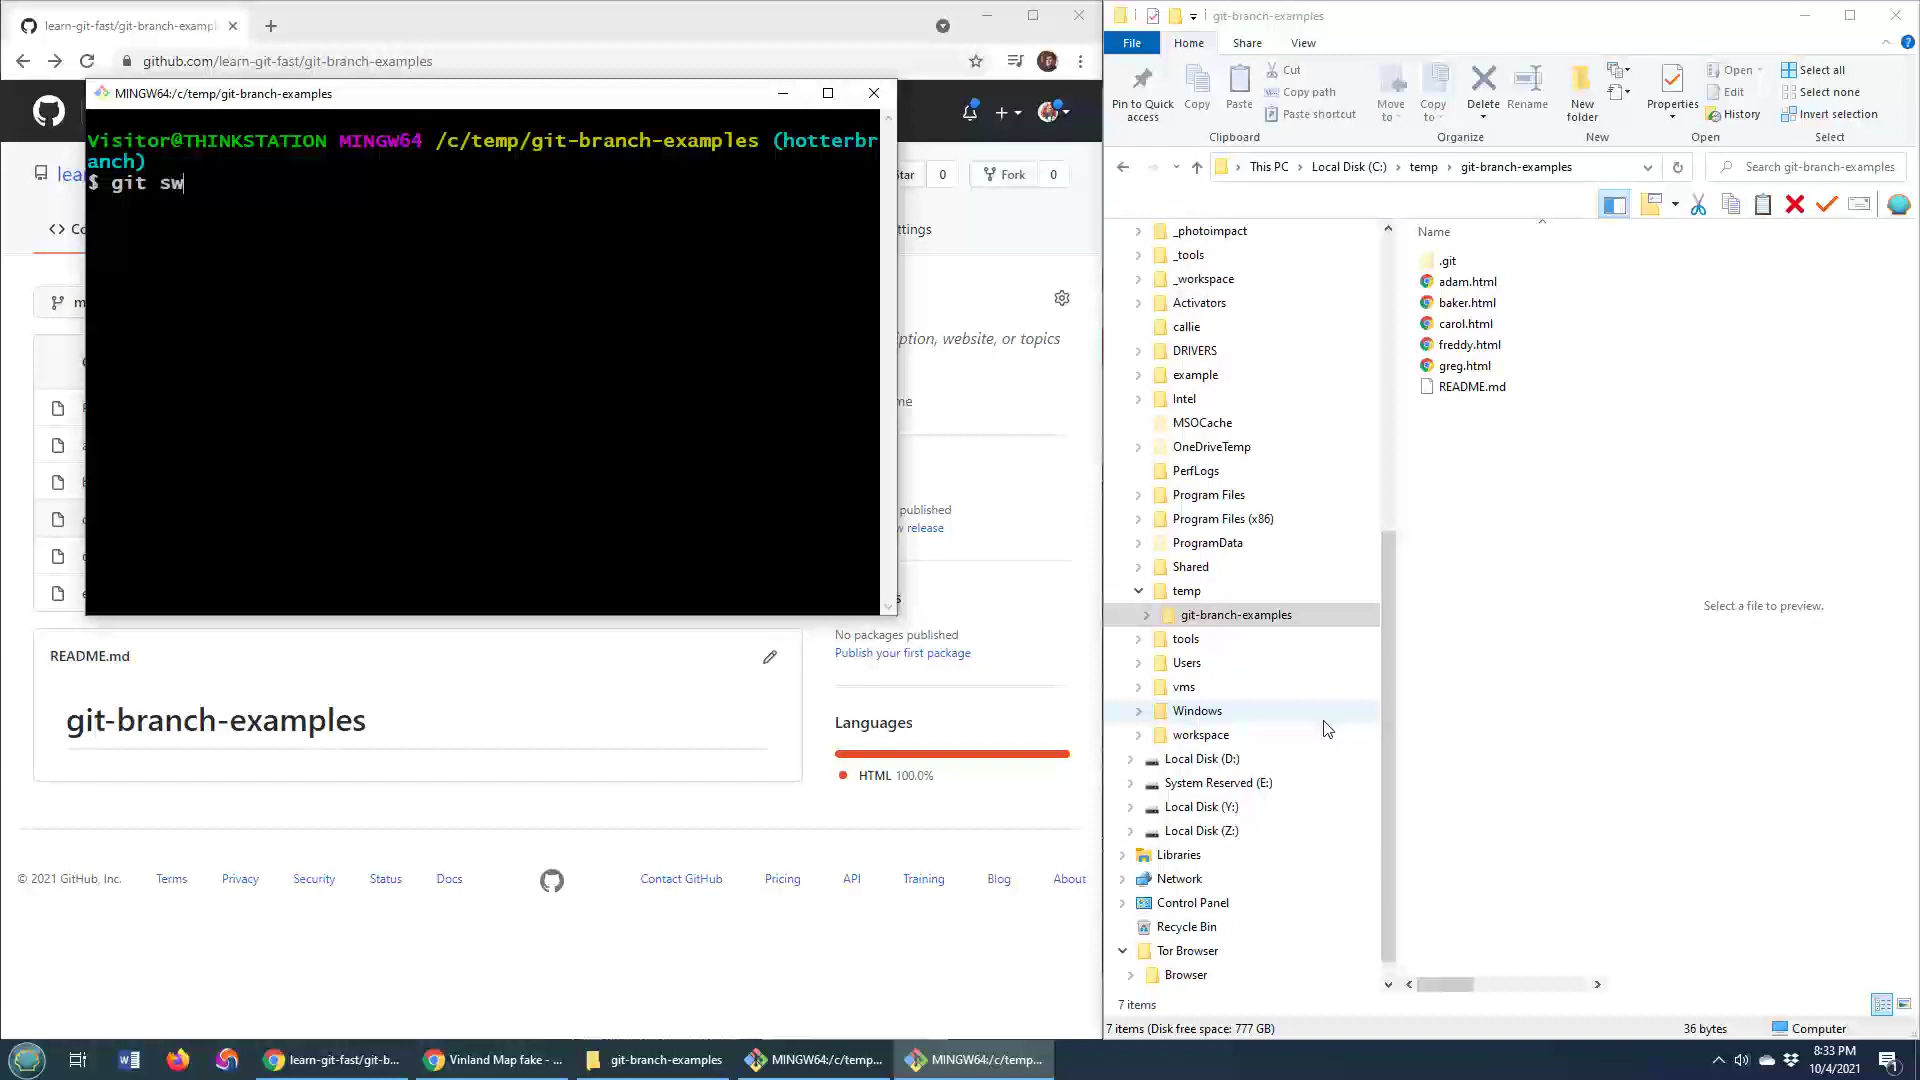 learn-git-fast/git-branch-exampl
github.com/learn-git-fast/git-branch-examples
MINGW64:/c/temp/git-branch-examples
Visitor@THINKSTATION MINGW64 /c/temp/git-branch-examples (hotterbr
anch)
$ git sw
lea
Star 0
Fork 0
<> Co
ttings
m
ption, website, or topics
me
published
w release
s
No packages published
Publish your first package
README.md
git-branch-examples
Languages
HTML 100.0%
© 2021 GitHub, Inc. Terms Privacy Security Status Docs Contact GitHub Pricing API Training Blog About
git-branch-examples
File Home Share View
Pin to Quick access
Copy
Paste
Cut
Copy path
Paste shortcut
Clipboard
Move to
Copy to
Delete
Rename
Organize
New folder
New
Properties
Open
Edit
History
Open
Select all
Select none
Invert selection
Select
This PC > Local Disk (C:) > temp > git-branch-examples
Search git-branch-examples
_photoimpact
_tools
_workspace
Activators
callie
DRIVERS
example
Intel
MSOCache
OneDriveTemp
PerfLogs
Program Files
Program Files (x86)
ProgramData
Shared
temp
git-branch-examples
tools
Users
vms
Windows
workspace
Local Disk (D:)
System Reserved (E:)
Local Disk (Y:)
Local Disk (Z:)
Libraries
Network
Control Panel
Recycle Bin
Tor Browser
Browser
Name
.git
adam.html
baker.html
carol.html
freddy.html
greg.html
README.md
Select a file to preview.
7 items
7 items (Disk free space: 777 GB)
36 bytes
Computer
learn-git-fast/git-b...
Vinland Map fake - ...
git-branch-examples
MINGW64:/c/temp...
MINGW64:/c/temp...
8:33 PM
10/4/2021
1